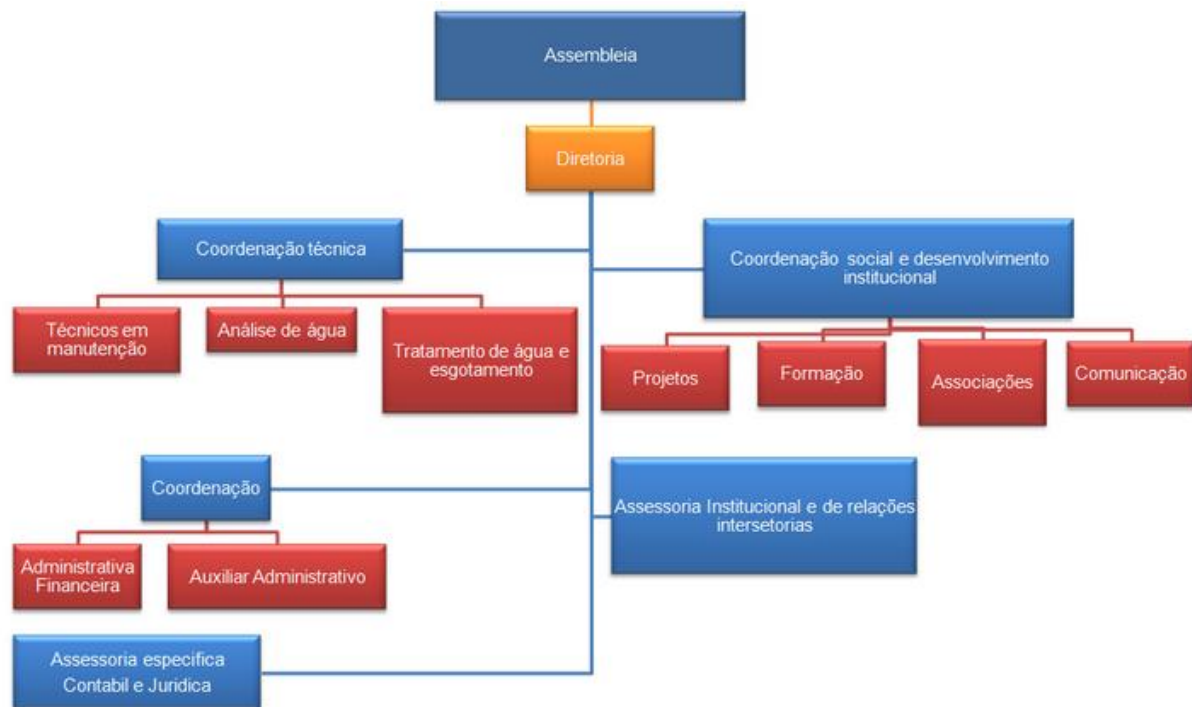 Assembleia
Diretoria
Coordenação técnica
Coordenação social e desenvolvimento
institucional
Técnicos em
manutenção
Análise de água
Tratamento de água e
esgotamento
Projetos
Formação
Associações
Comunicação
Coordenação
Assessoria Institucional e de relações
intersetorias
Administrativa
Financeira
Auxiliar Administrativo
Assessoria especifica
Contabil e Juridica